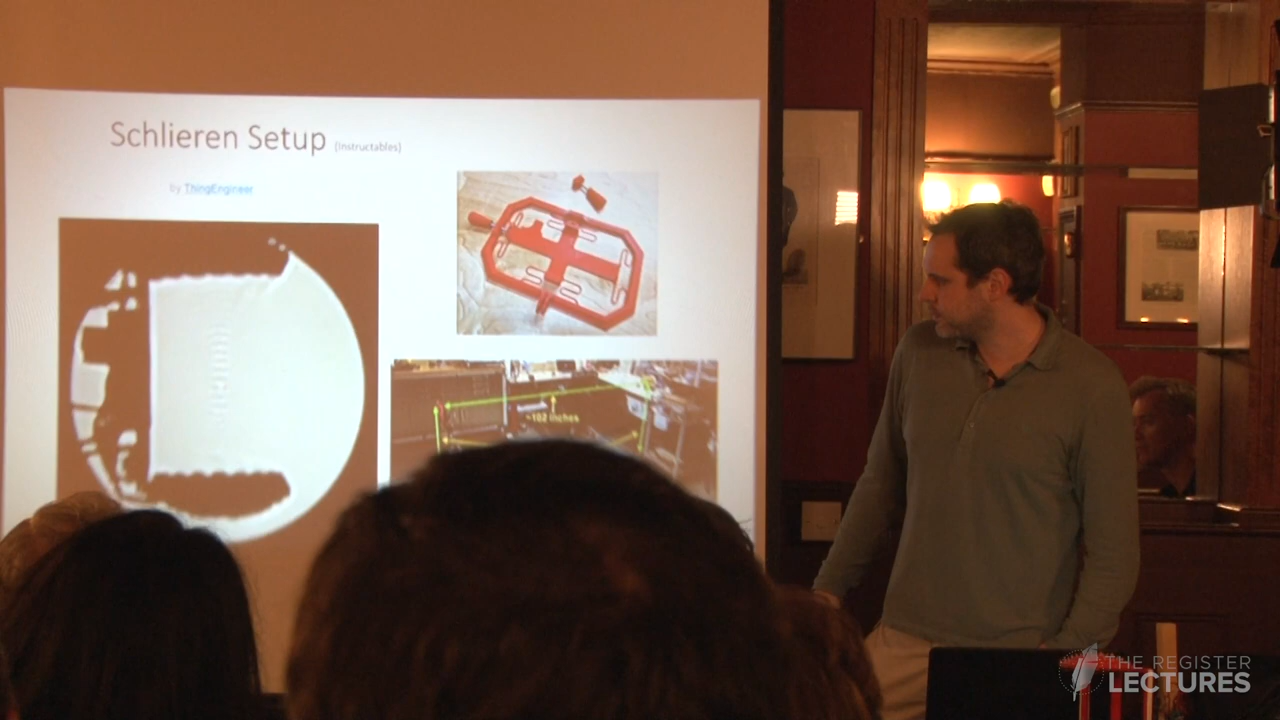 Schlieren Setup (Instructables)
by ThingEngineer
~102 inches
THE REGISTER
LECTURES